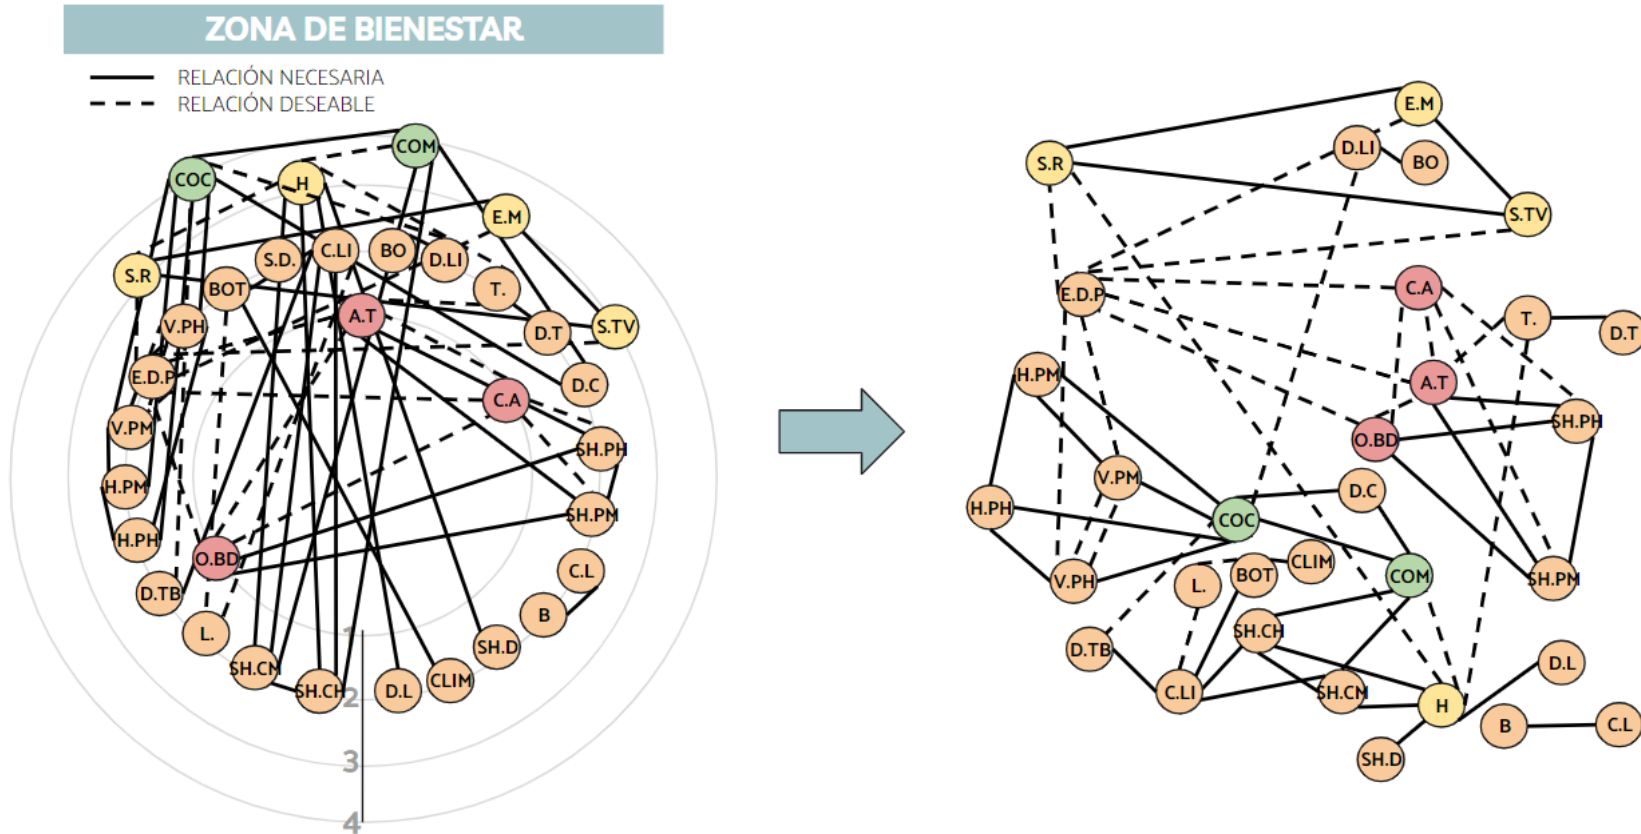 ZONA DE BIENESTAR
RELACIÓN NECESARIA
RELACIÓN DESEABLE
COM
COC
H
E.M
S.R
S.D.
C.LI
BO
D.LI
BOT
T.
V.PH
A.T
D.T
S.TV
E.D.P
D.C
C.A
V.PM
SH.PH
H.PM
SH.PM
H.PH
O.BD
C.L
D.TB
B
L.
SH.D
SH.CM
SH.CH
D.L
CLIM
1
2
3
4
E.M
D.LI
BO
S.R
S.TV
E.D.P
C.A
T.
D.T
H.PM
A.T
SH.PH
O.BD
V.PM
D.C
H.PH
COC
CLIM
V.PH
L.
BOT
COM
SH.PM
SH.CH
D.TB
D.L
C.LI
SH.CM
H
B
C.L
SH.D